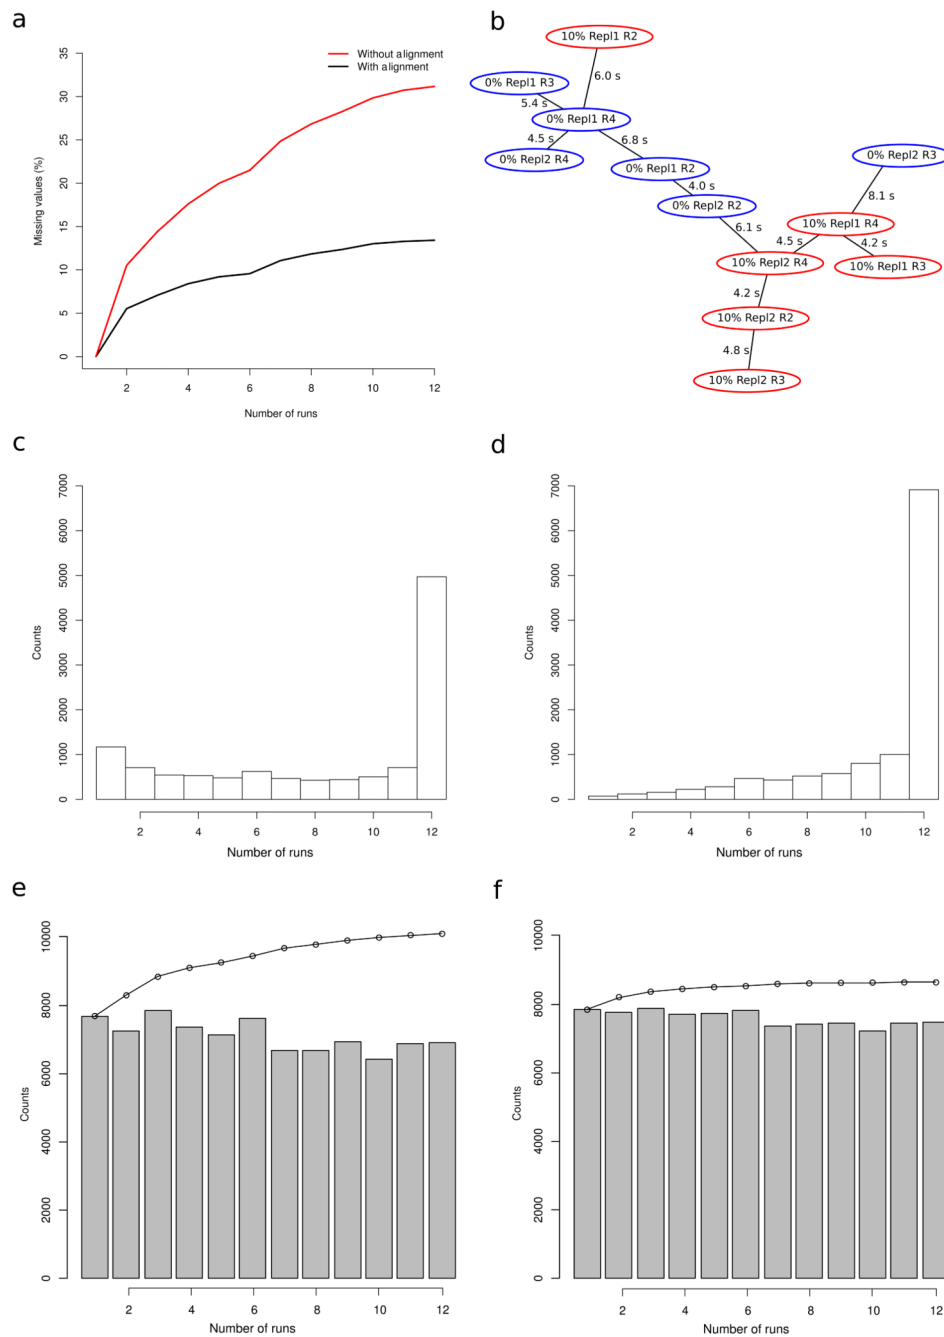 a
Without alignment
With alignment
Missing values (%)
0
5
10
15
20
25
30
35
2 4 6 8 10 12
Number of runs
b
10% Repl1 R2
6.0 s
0% Repl1 R3
5.4 s
0% Repl1 R4
4.5 s
6.8 s
0% Repl2 R4
0% Repl1 R2
0% Repl2 R3
4.0 s
8.1 s
0% Repl2 R2
6.1 s
10% Repl1 R4
4.5 s
4.2 s
10% Repl2 R4
10% Repl1 R3
4.2 s
10% Repl2 R2
4.8 s
10% Repl2 R3
c
Counts
0
1000
2000
3000
4000
5000
6000
7000
2 4 6 8 10 12
Number of runs
d
Counts
0
1000
2000
3000
4000
5000
6000
7000
2 4 6 8 10 12
Number of runs
e
Counts
0
2000
4000
6000
8000
10000
2 4 6 8 10 12
Number of runs
f
Counts
0
2000
4000
6000
8000
10000
2 4 6 8 10 12
Number of runs